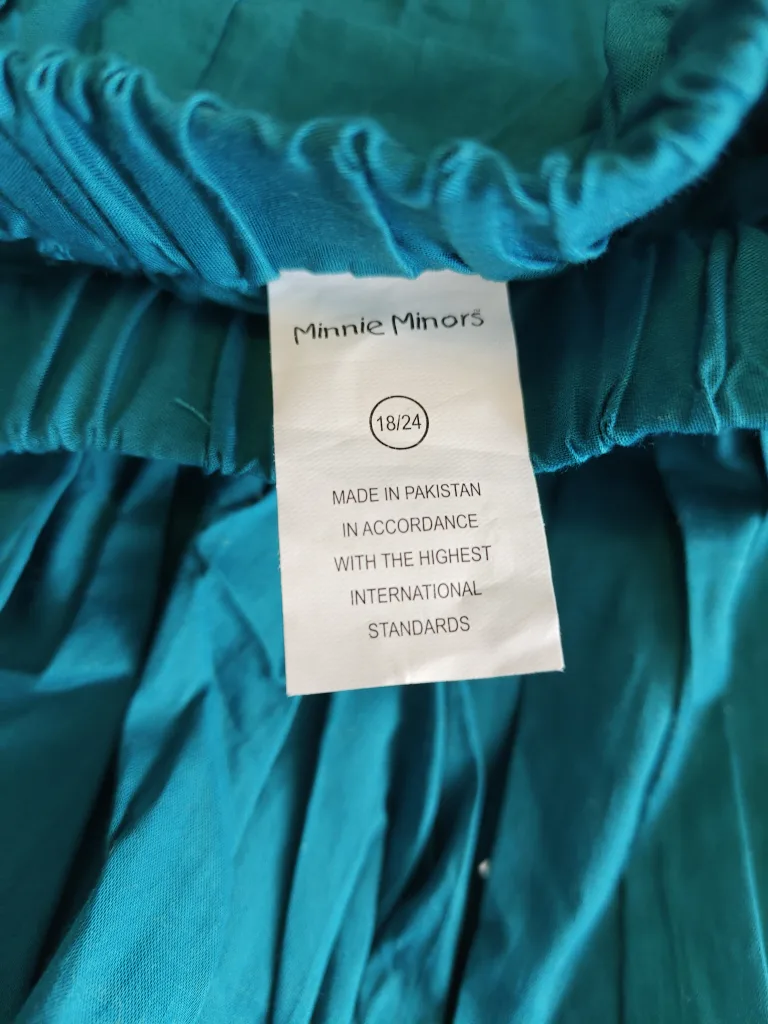 Minnie Minors
18/24
MADE IN PAKISTAN
IN ACCORDANCE
WITH THE HIGHEST
INTERNATIONAL
STANDARDS